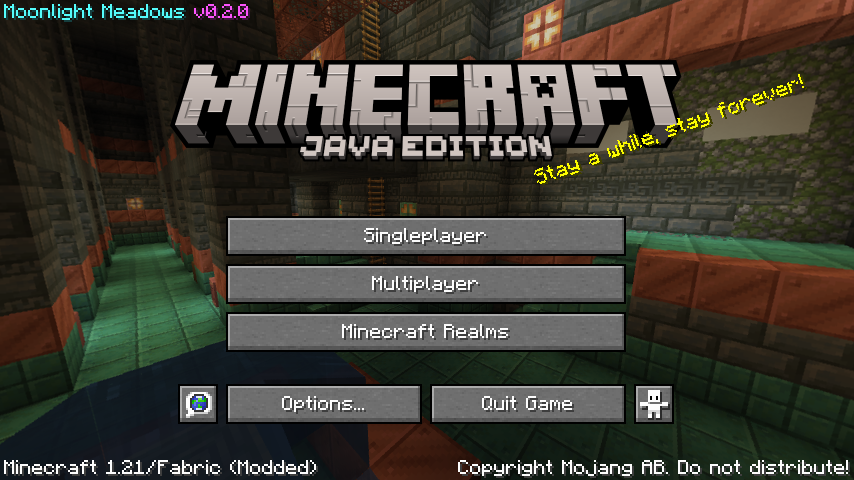 Moonlight Meadows v0.2.0
MINECRAFT
JAVA EDITION
Stay a while, stay forever!
Singleplayer
Multiplayer
Minecraft Realms
Options...
Quit Game
Minecraft 1.21/Fabric (Modded)
Copyright Mojang AB. Do not distribute!